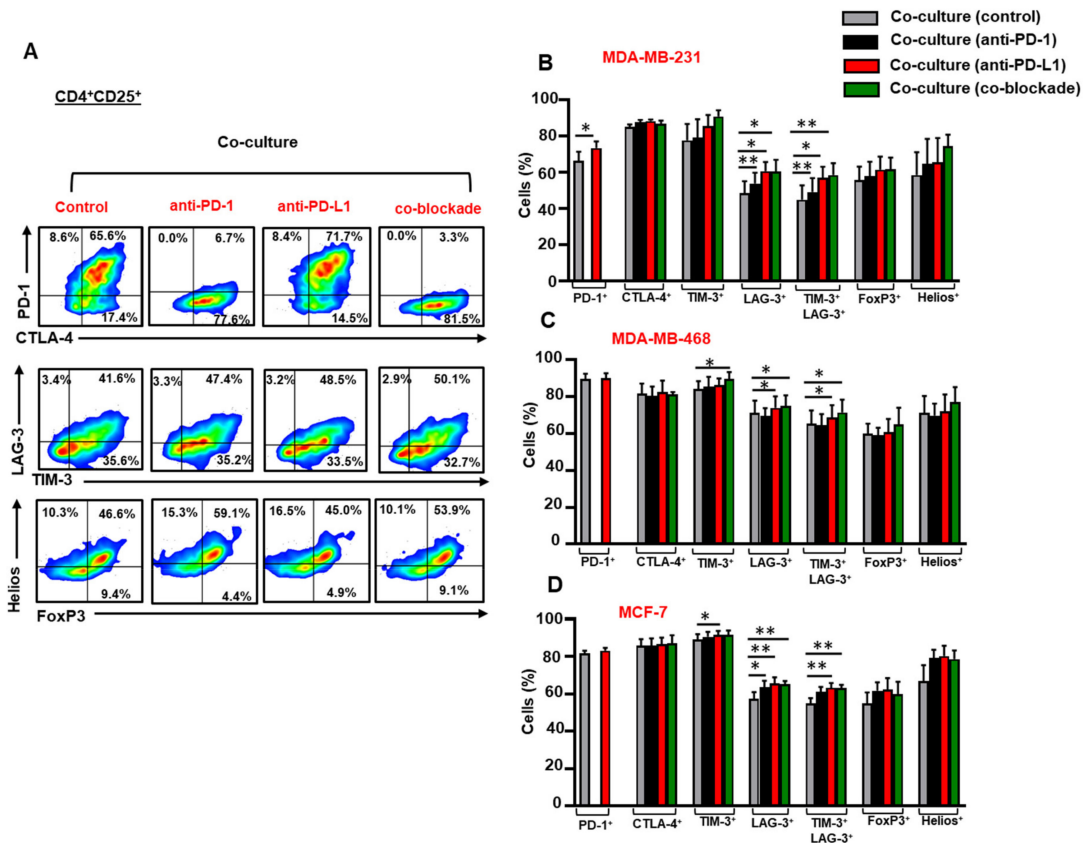 A
CD4⁺CD25⁺
Co-culture
Control anti-PD-1 anti-PD-L1 co-blockade
8.6% 65.6% 0.0% 6.7% 8.4% 71.7% 0.0% 3.3%
17.4% 77.6% 14.5% 81.5%
PD-1
CTLA-4
3.4% 41.6% 3.3% 47.4% 3.2% 48.5% 2.9% 50.1%
35.6% 35.2% 33.5% 32.7%
LAG-3
TIM-3
10.3% 46.6% 15.3% 59.1% 16.5% 45.0% 10.1% 53.9%
9.4% 4.4% 4.9% 9.1%
Helios
FoxP3
Co-culture (control)
Co-culture (anti-PD-1)
Co-culture (anti-PD-L1)
Co-culture (co-blockade)
B
MDA-MB-231
Cells (%)
100
80
60
40
20
0
* * * ** ** * **
PD-1⁺ CTLA-4⁺ TIM-3⁺ LAG-3⁺ TIM-3⁺ FoxP3⁺ Helios⁺
LAG-3⁺
C
MDA-MB-468
Cells (%)
100
80
60
40
20
0
* * * * *
PD-1⁺ CTLA-4⁺ TIM-3⁺ LAG-3⁺ TIM-3⁺ FoxP3⁺ Helios⁺
LAG-3⁺
D
MCF-7
Cells (%)
100
80
60
40
20
0
* ** ** * ** **
PD-1⁺ CTLA-4⁺ TIM-3⁺ LAG-3⁺ TIM-3⁺ FoxP3⁺ Helios⁺
LAG-3⁺